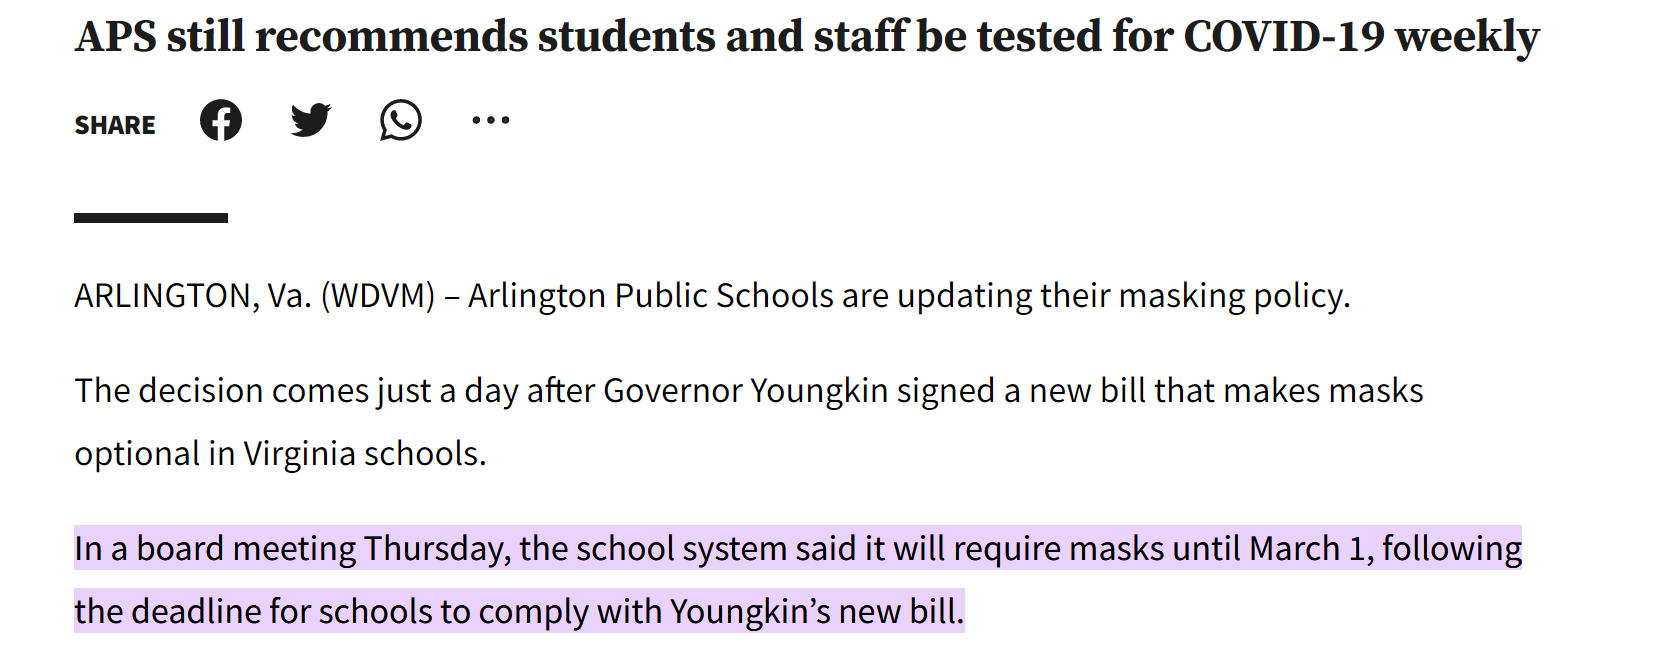 APS still recommends students and staff be tested for COVID-19 weekly
SHARE
ARLINGTON, Va. (WDVM) – Arlington Public Schools are updating their masking policy.
The decision comes just a day after Governor Youngkin signed a new bill that makes masks
optional in Virginia schools.
In a board meeting Thursday, the school system said it will require masks until March 1, following
the deadline for schools to comply with Youngkin’s new bill.